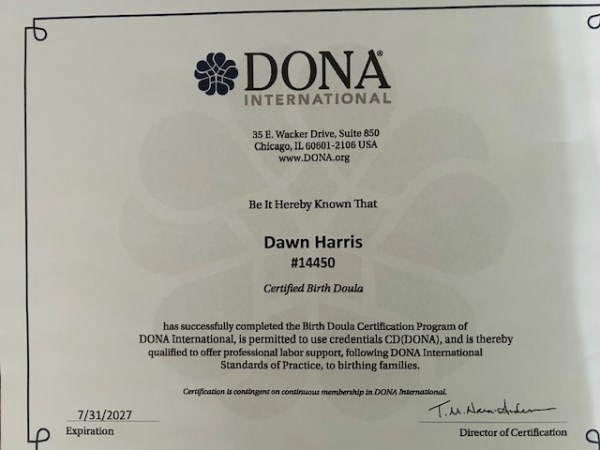 DONA®
INTERNATIONAL
35 E. Wacker Drive, Suite 850
Chicago, IL 60601-2106 USA
www.DONA.org
Be It Hereby Known That
Dawn Harris
#14450
Certified Birth Doula
has successfully completed the Birth Doula Certification Program of
DONA International, is permitted to use credentials CD(DONA), and is thereby
qualified to offer professional labor support, following DONA International
Standards of Practice, to birthing families.
Certification is contingent on continuous membership in DONA International.
7/31/2027
Expiration
Director of Certification